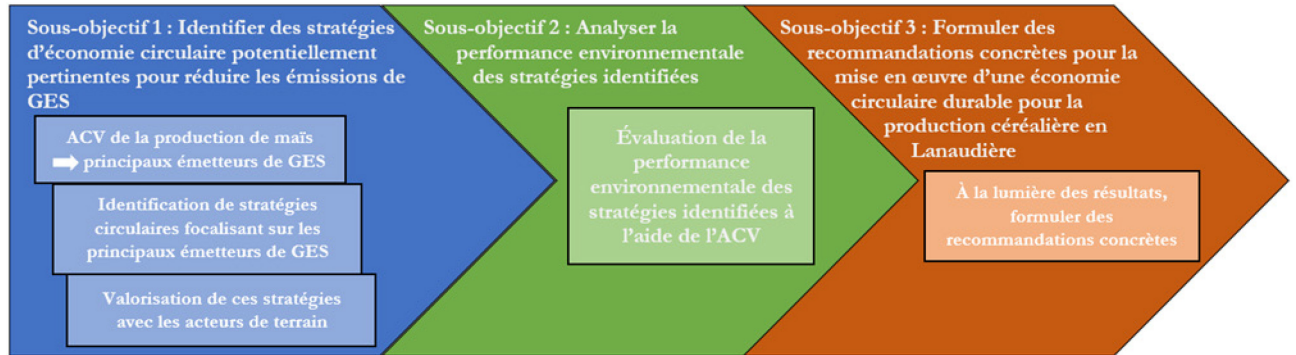 Sous-objectif 1 : Identifier des stratégies
d'économie circulaire potentiellement
pertinentes pour réduire les émissions de
GES
ACV de la production de maïs
➡ principaux émetteurs de GES
Identification de stratégies
circulaires focalisant sur les
principaux émetteurs de GES
Valorisation de ces stratégies
avec les acteurs de terrain
Sous-objectif 2 : Analyser la
performance environnementale
des stratégies identifiées
Évaluation de la
performance
environnementale des
stratégies identifiées à
l'aide de l'ACV
Sous-objectif 3 : Formuler des
recommandations concrètes pour la
mise en œuvre d'une économie
circulaire durable pour la
production céréalière en
Lanaudière
À la lumière des résultats,
formuler des
recommandations concrètes